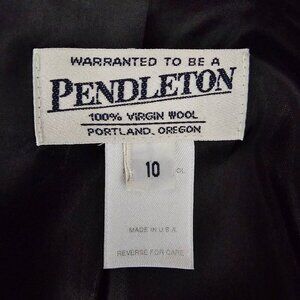 WARRANTED TO BE A
PENDLETON
100% VIRGIN WOOL
PORTLAND, OREGON
10
MADE IN U.S.A.
REVERSE FOR CARE